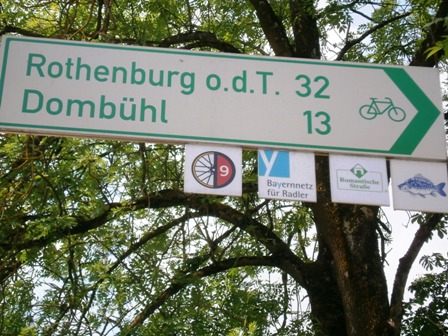 Rothenburg o.d.T. 32
Dombühl 13
9
y
Bayernnetz
für Radler
Romantische
Straße